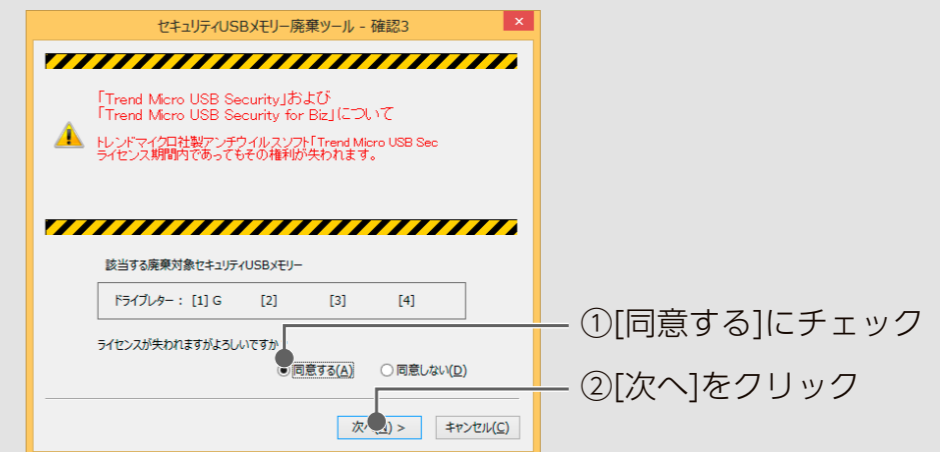 セキュリティUSBメモリー廃棄ツール - 確認3
「Trend Micro USB Security」および
「Trend Micro USB Security for Biz」について
トレンドマイクロ社製アンチウイルスソフト「Trend Micro USB Sec
ライセンス期間内であってもその権利が失われます。
該当する廃棄対象セキュリティUSBメモリー
ドライブレター : [1] G [2] [3] [4]
ライセンスが失われますがよろしいですか
同意する(A) 同意しない(D)
①[同意する]にチェック
②[次へ]をクリック
次へ ) > キャンセル(C)